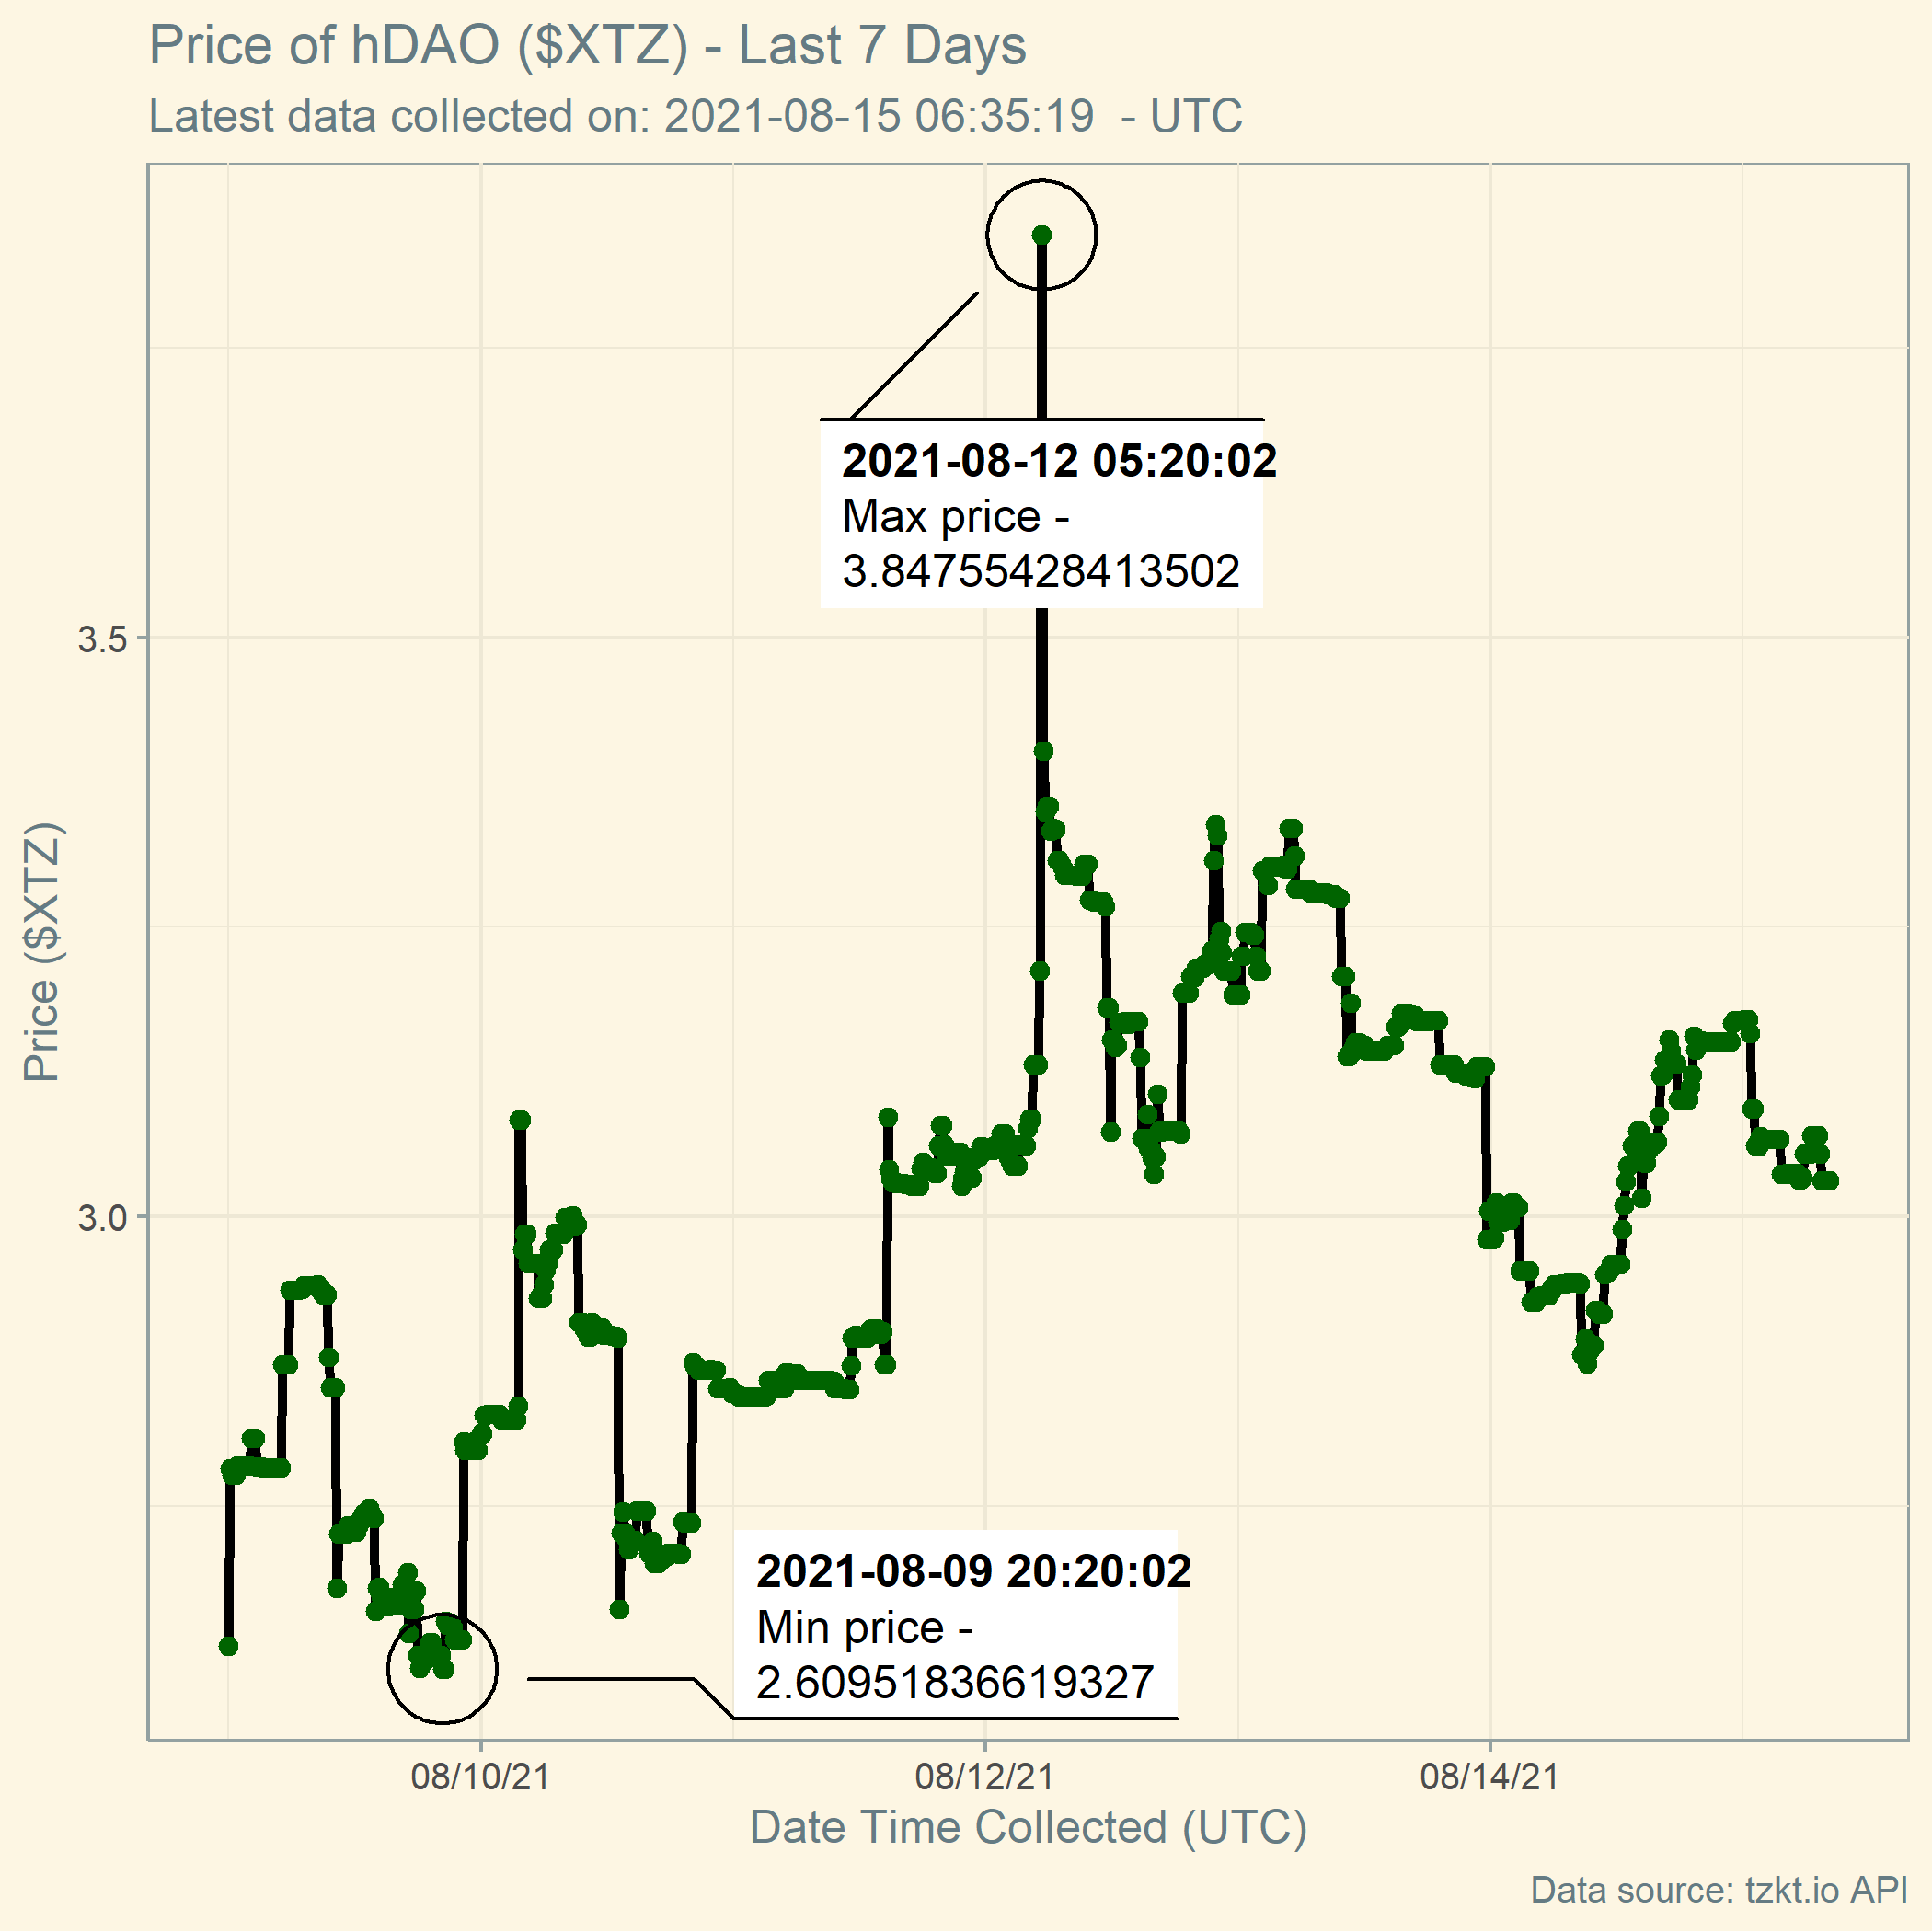 Price of hDAO ($XTZ) - Last 7 Days
Latest data collected on: 2021-08-15 06:35:19  - UTC
2021-08-12 05:20:02
Max price -
3.84755428413502
3.5
Price ($XTZ)
3.0
2021-08-09 20:20:02
Min price -
2.60951836619327
08/10/21
08/12/21
08/14/21
Date Time Collected (UTC)
Data source: tzkt.io API